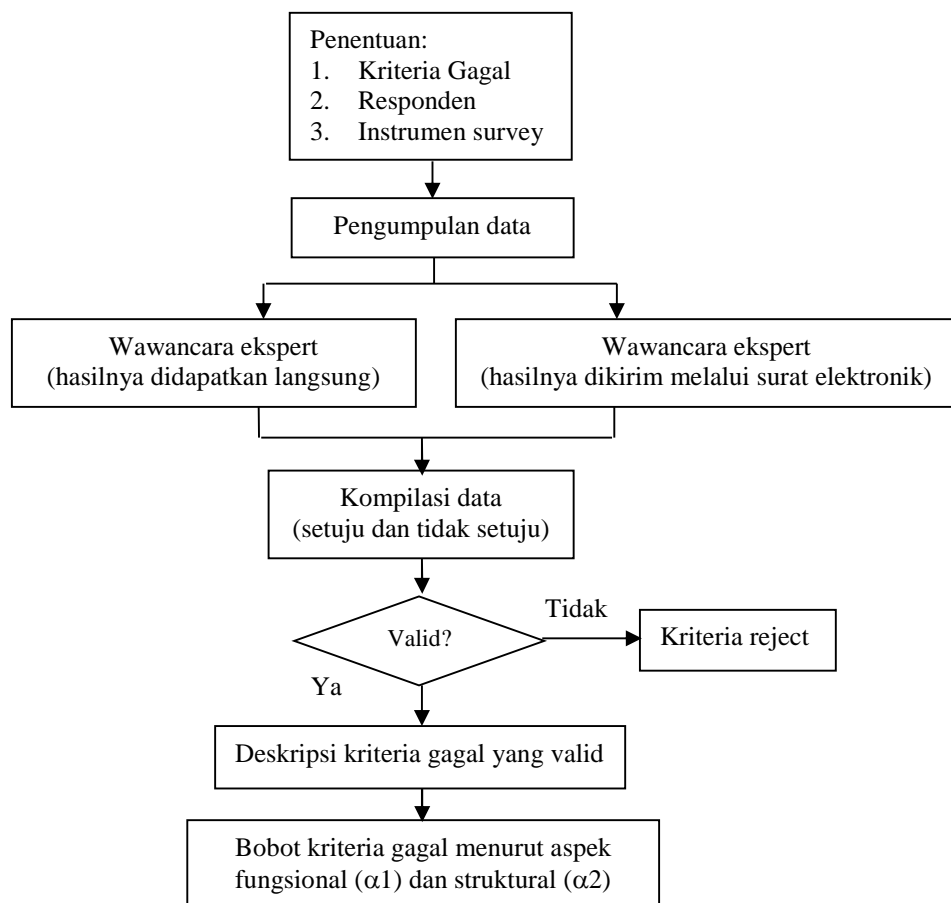 Penentuan:
1. Kriteria Gagal
2. Responden
3. Instrumen survey
Pengumpulan data
Wawancara ekspert
(hasilnya didapatkan langsung)
Wawancara ekspert
(hasilnya dikirim melalui surat elektronik)
Kompilasi data
(setuju dan tidak setuju)
Valid?
Tidak
Kriteria reject
Ya
Deskripsi kriteria gagal yang valid
Bobot kriteria gagal menurut aspek
fungsional (α1) dan struktural (α2)